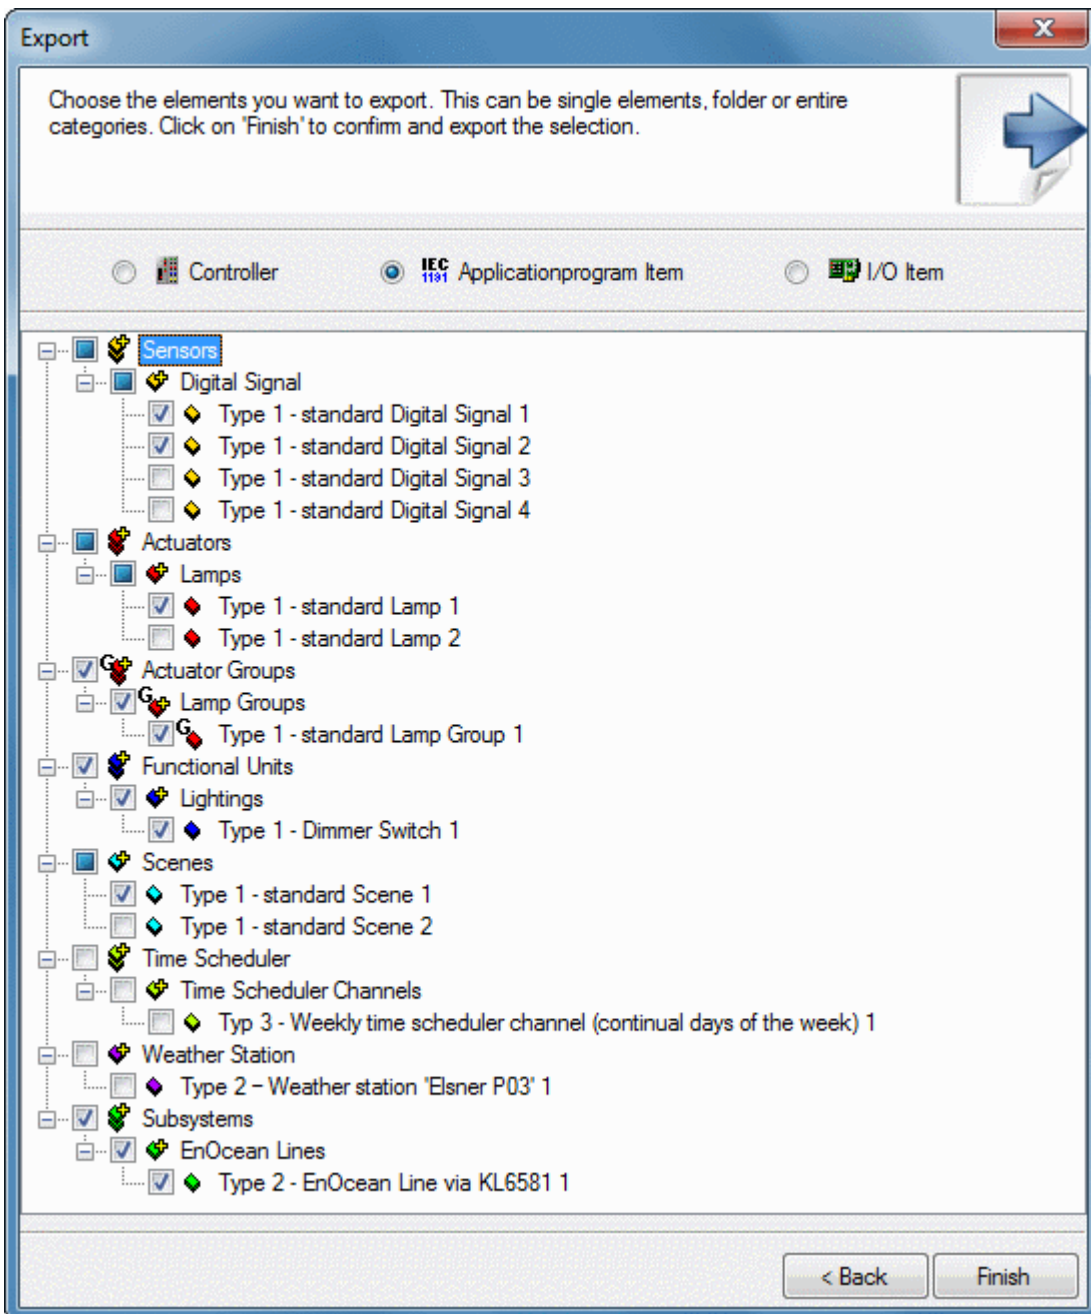 Export
Choose the elements you want to export. This can be single elements, folder or entire
categories. Click on 'Finish' to confirm and export the selection.
Controller
IEC
1131
Applicationprogram Item
I/O Item
Sensors
Digital Signal
Type 1 - standard Digital Signal 1
Type 1 - standard Digital Signal 2
Type 1 - standard Digital Signal 3
Type 1 - standard Digital Signal 4
Actuators
Lamps
Type 1 - standard Lamp 1
Type 1 - standard Lamp 2
G Actuator Groups
G Lamp Groups
G Type 1 - standard Lamp Group 1
Functional Units
Lightings
Type 1 - Dimmer Switch 1
Scenes
Type 1 - standard Scene 1
Type 1 - standard Scene 2
Time Scheduler
Time Scheduler Channels
Typ 3 - Weekly time scheduler channel (continual days of the week) 1
Weather Station
Type 2 – Weather station 'Elsner P03' 1
Subsystems
EnOcean Lines
Type 2 - EnOcean Line via KL6581 1
< Back
Finish